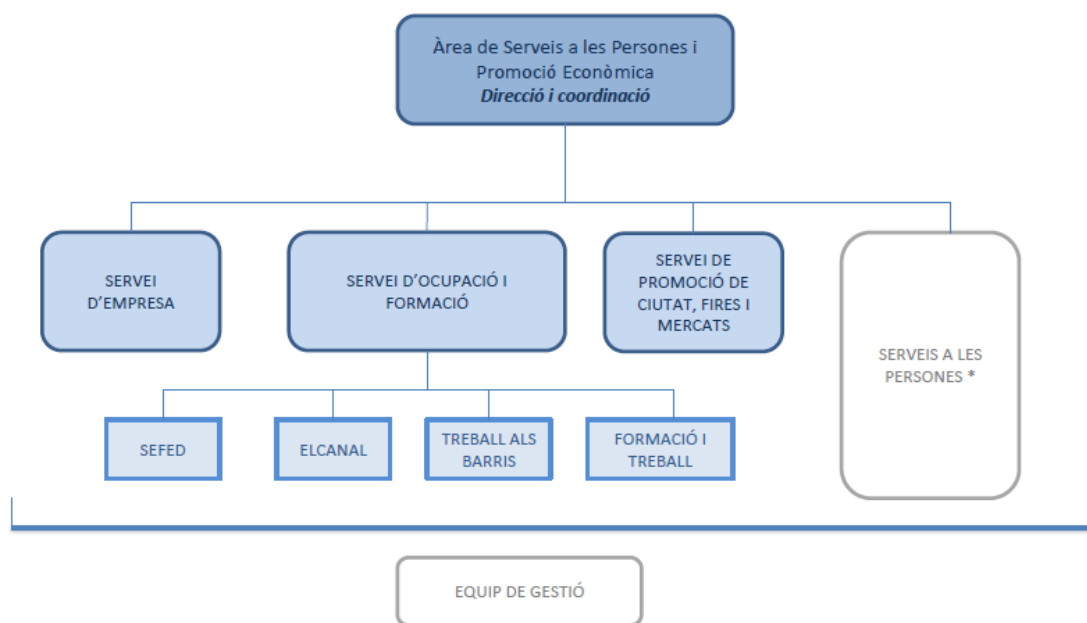 Àrea de Serveis a les Persones i
Promoció Econòmica
Direcció i coordinació
SERVEI
D'EMPRESA
SERVEI D'OCUPACIÓ I
FORMACIÓ
SERVEI DE
PROMOCIÓ DE
CIUTAT, FIRES I
MERCATS
SERVEIS A LES
PERSONES *
SEFED
ELCANAL
TREBALL ALS
BARRIS
FORMACIÓ I
TREBALL
EQUIP DE GESTIÓ